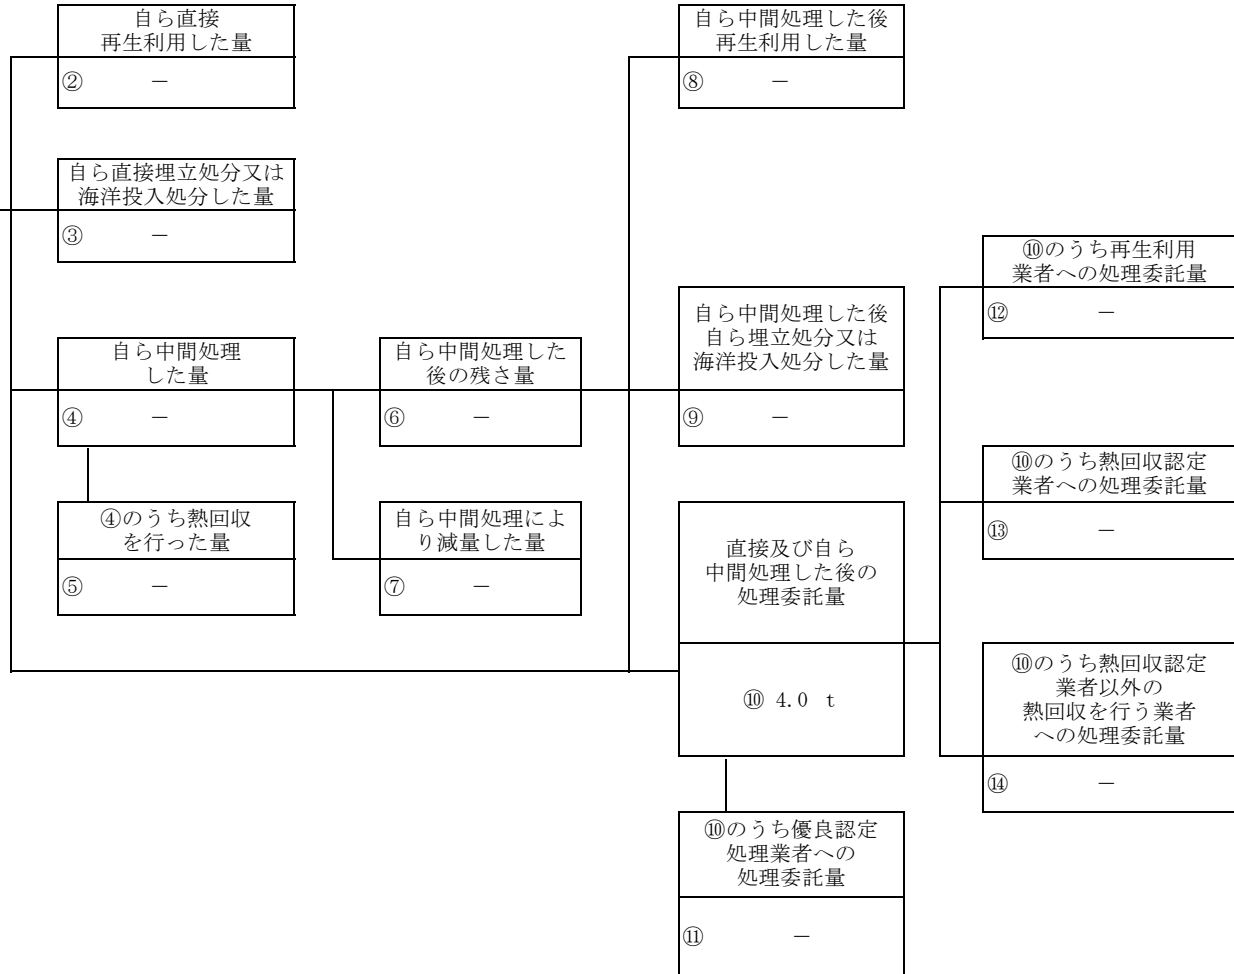 自ら直接
再生利用した量
② －
自ら直接埋立処分又は
海洋投入処分した量
③ －
自ら中間処理
した量
④ －
④のうち熱回収
を行った量
⑤ －
自ら中間処理した
後の残さ量
⑥ －
自ら中間処理によ
り減量した量
⑦ －
自ら中間処理した後
再生利用した量
⑧ －
自ら中間処理した後
自ら埋立処分又は
海洋投入処分した量
⑨ －
直接及び自ら
中間処理した後の
処理委託量
⑩ 4.0 t
⑩のうち優良認定
処理業者への
処理委託量
⑪ －
⑩のうち再生利用
業者への処理委託量
⑫ －
⑩のうち熱回収認定
業者への処理委託量
⑬ －
⑩のうち熱回収認定
業者以外の
熱回収を行う業者
への処理委託量
⑭ －